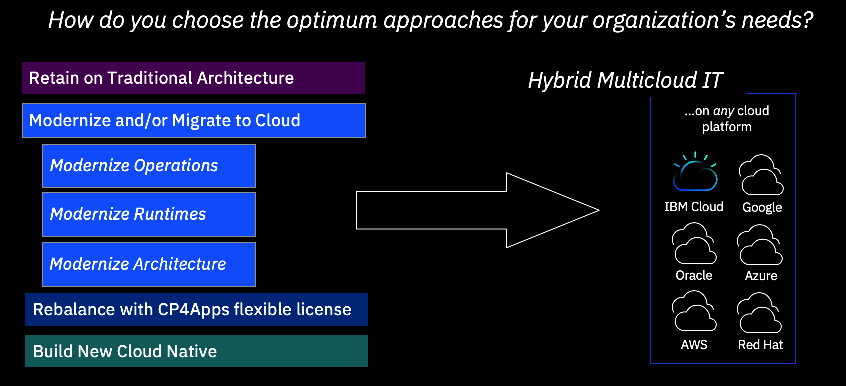 How do you choose the optimum approaches for your organization's needs?
Retain on Traditional Architecture
Modernize and/or Migrate to Cloud
Modernize Operations
Modernize Runtimes
Modernize Architecture
Rebalance with CP4Apps flexible license
Build New Cloud Native
Hybrid Multicloud IT
...on any cloud
platform
IBM Cloud
Google
Oracle
Azure
AWS
Red Hat